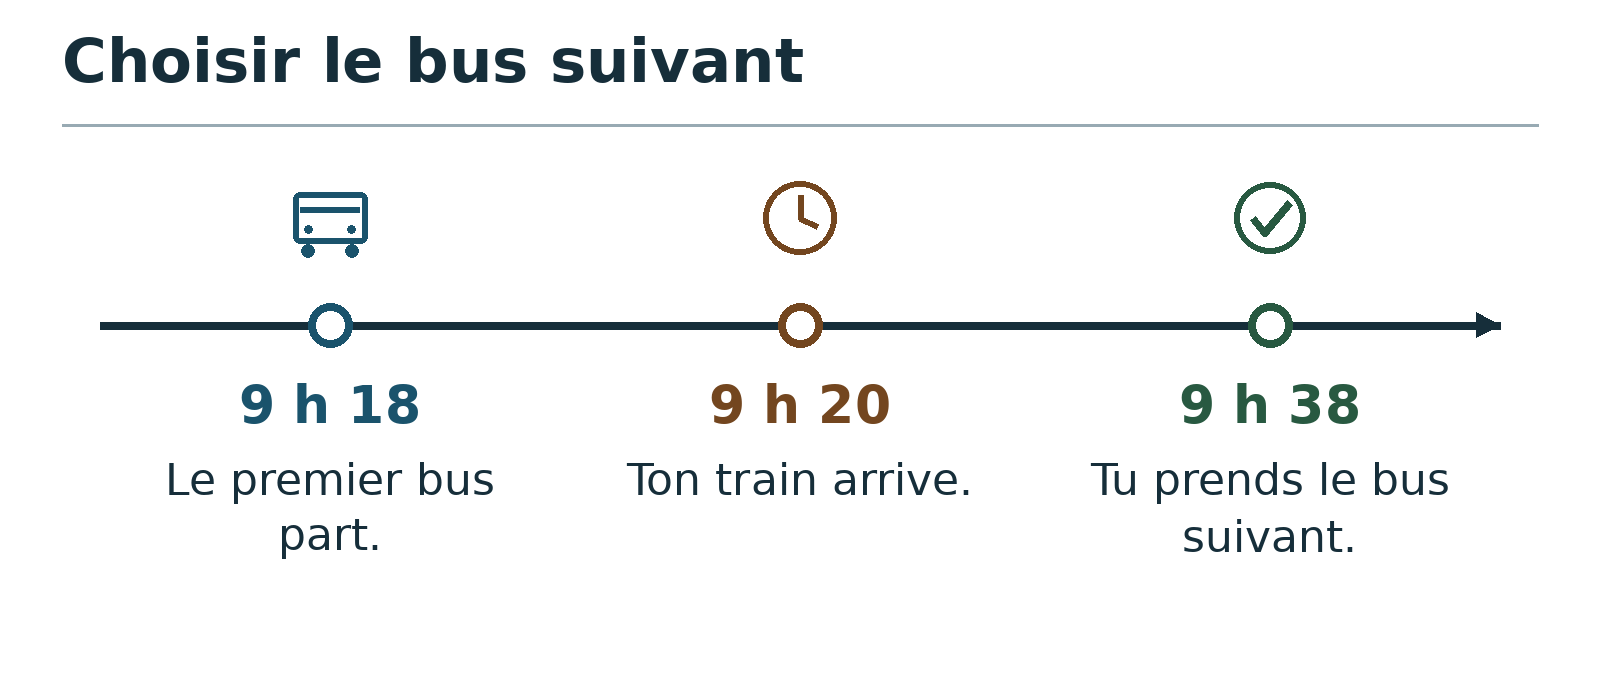 Choisir le bus suivant
9 h 18
Le premier bus
part.
9 h 20
Ton train arrive.
9 h 38
Tu prends le bus
suivant.